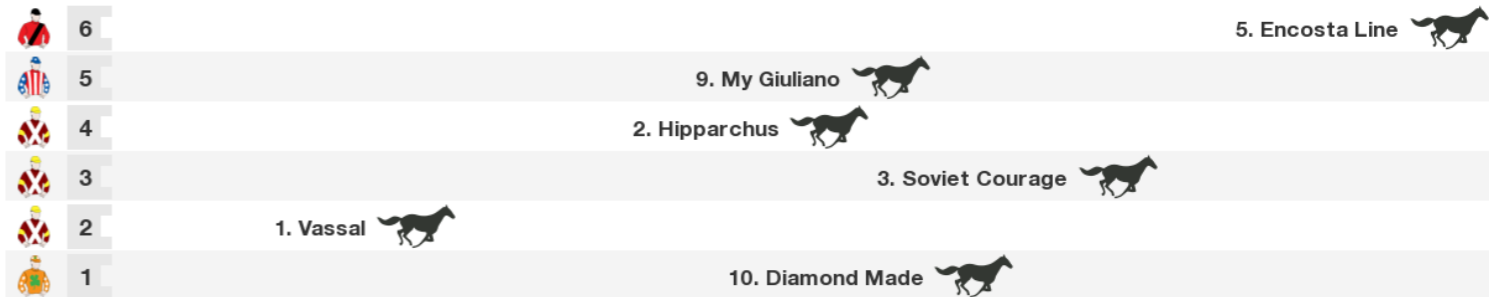 6 5. Encosta Line
5 9. My Giuliano
4 2. Hipparchus
3 3. Soviet Courage
2 1. Vassal
1 10. Diamond Made